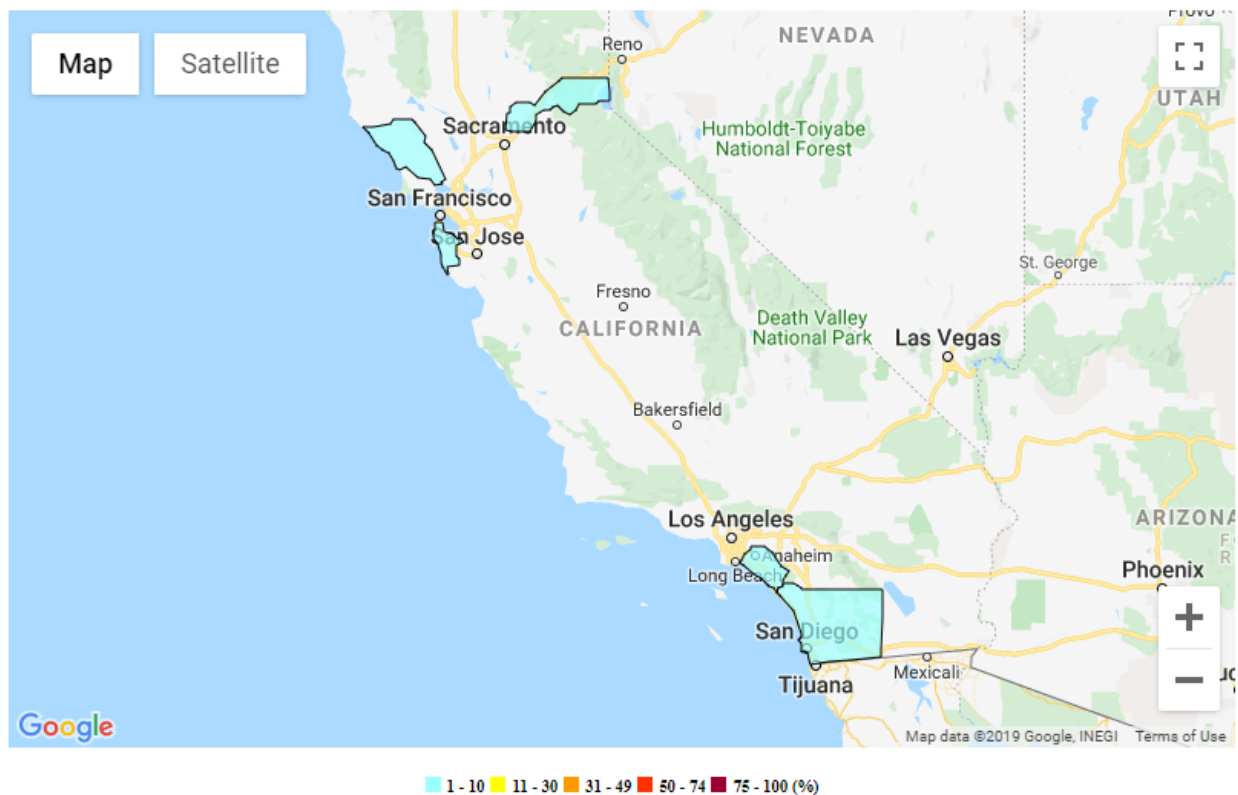 Map
Satellite
NEVADA
Reno
UTAH
Sacramento
Humboldt-Toiyabe
National Forest
San Francisco
San Jose
St. George
Fresno
CALIFORNIA
Death Valley
National Park
Las Vegas
Bakersfield
Los Angeles
ARIZONA
Anaheim
Long Beach
Phoenix
San Diego
Mexicali
Tijuana
Google
Map data ©2019 Google, INEGI
Terms of Use
1 - 10 11 - 30 31 - 49 50 - 74 75 - 100 (%)